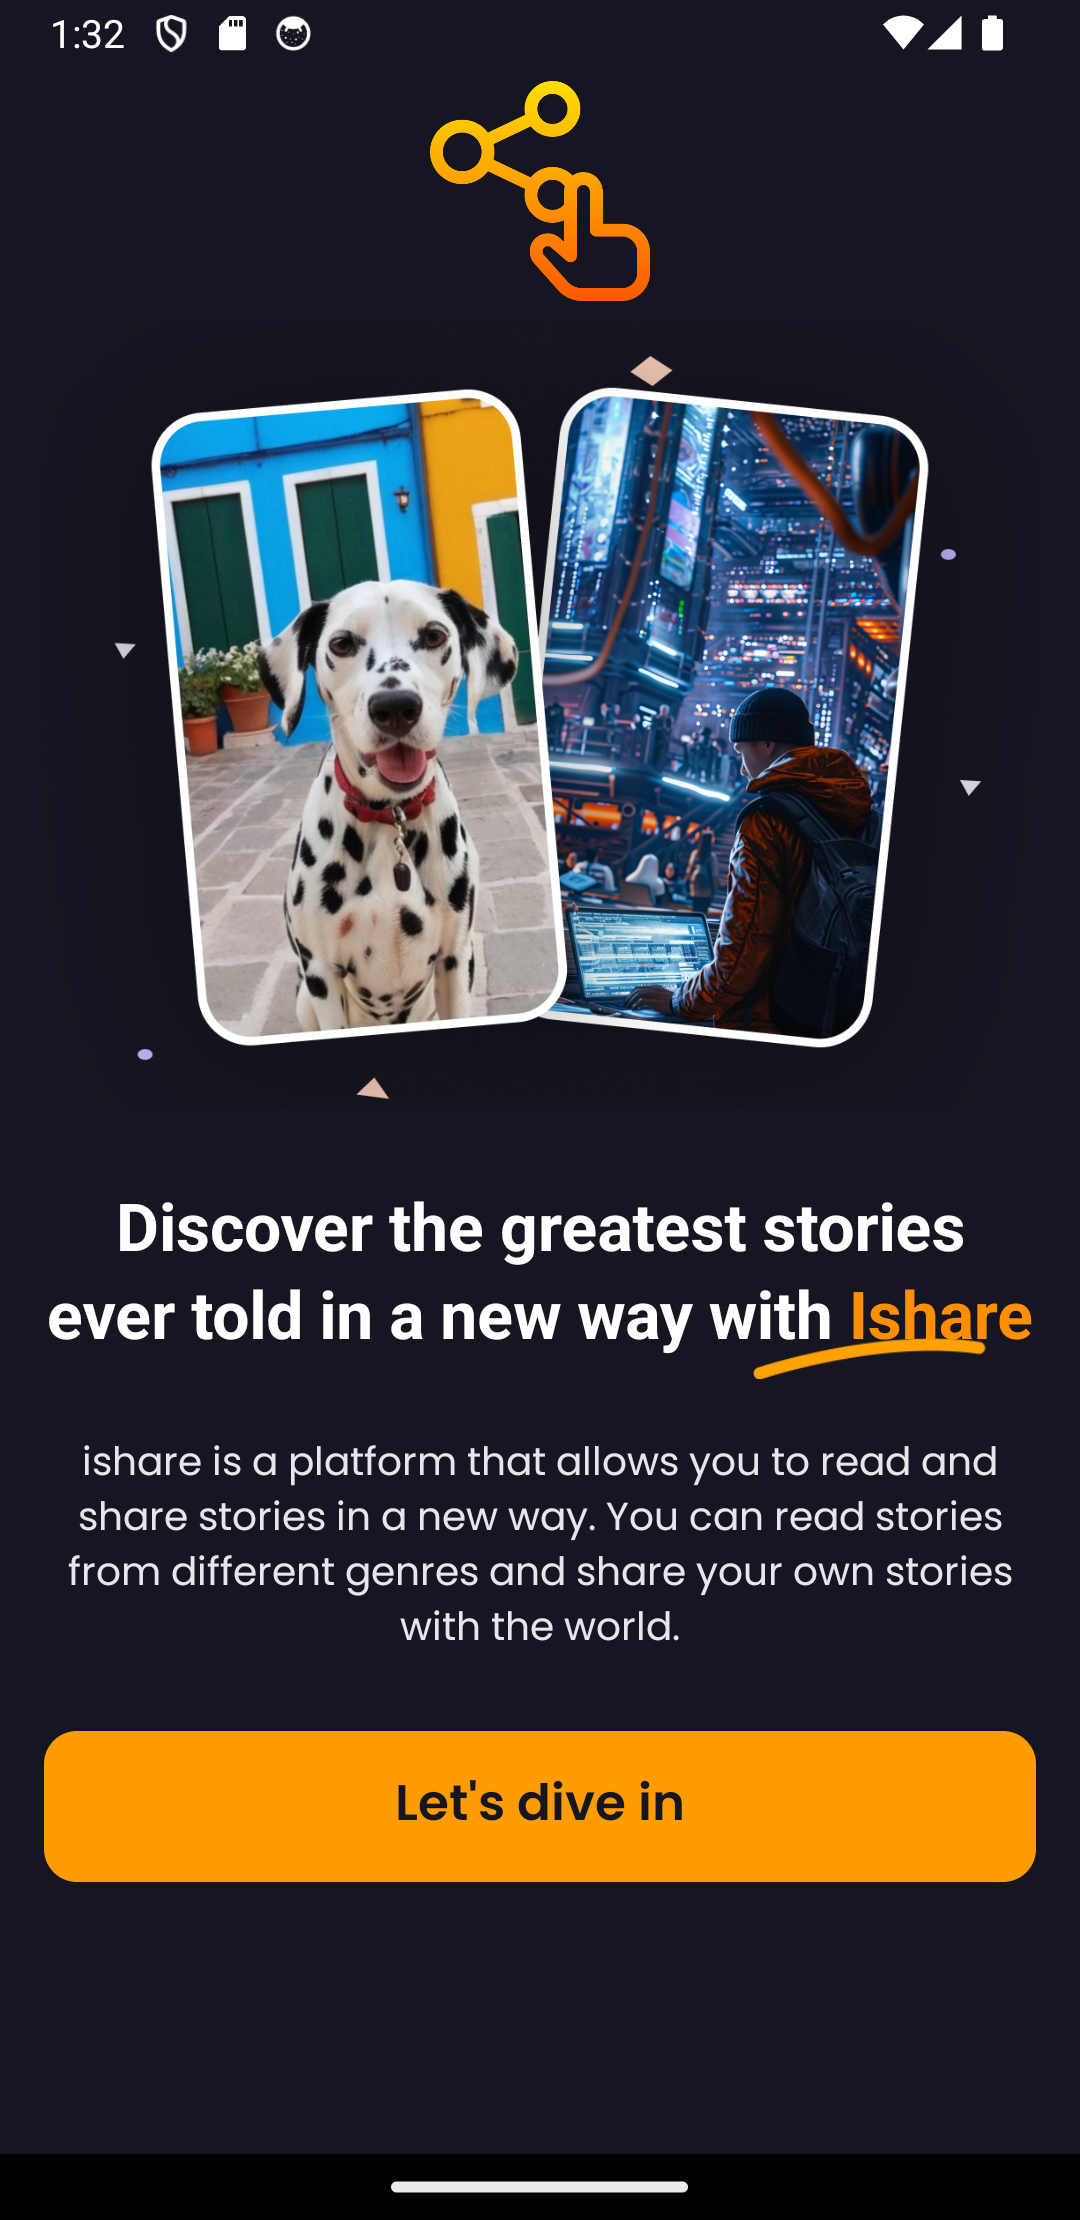 1:32
Discover the greatest stories
ever told in a new way with Ishare
ishare is a platform that allows you to read and
share stories in a new way. You can read stories
from different genres and share your own stories
with the world.
Let's dive in